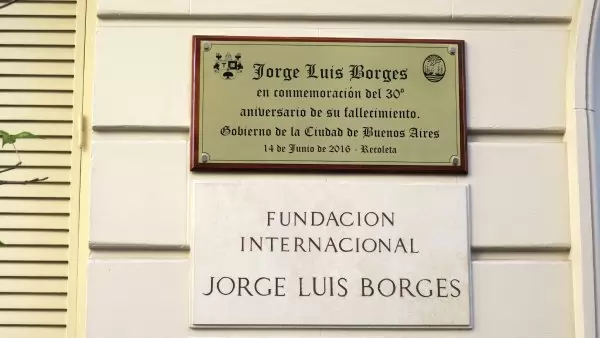 Jorge Luis Borges
en conmemoración del 30º
aniversario de su fallecimiento.
Gobierno de la Ciudad de Buenos Aires
14 de Junio de 2016 - Recoleta
FUNDACION
INTERNACIONAL
JORGE LUIS BORGES